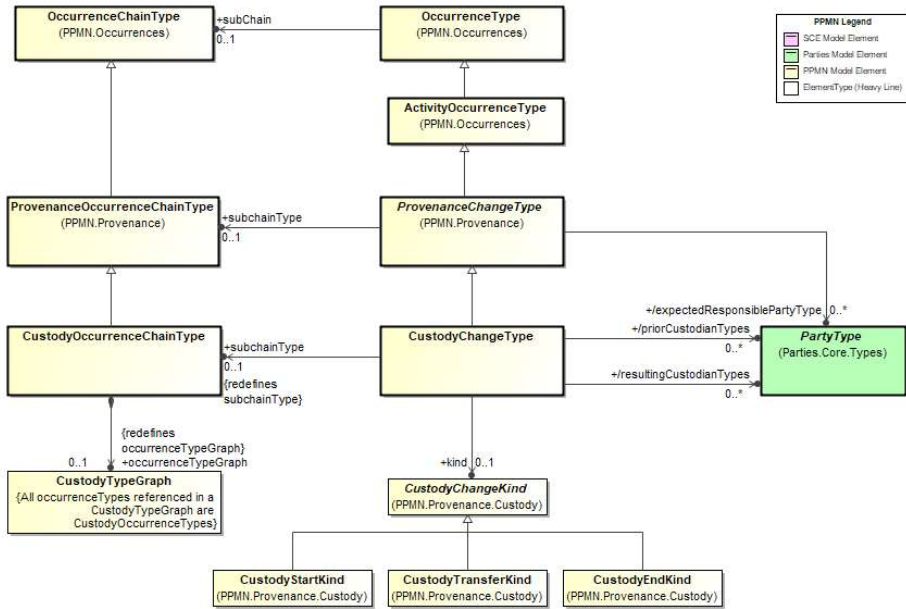 OccurrenceChainType
(PPMN.Occurrences)
+subChain
0..1
OccurrenceType
(PPMN.Occurrences)
PPMN Legend
SCE Model Element
Parties Model Element
PPMN Model Element
ElementType (Heavy Line)
ActivityOccurrenceType
(PPMN.Occurrences)
ProvenanceOccurrenceChainType
(PPMN.Provenance)
+subchainType
0..1
ProvenanceChangeType
(PPMN.Provenance)
+/expectedResponsiblePartyType
0..*
CustodyOccurrenceChainType
+subchainType
0..1
{redefines
subchainType}
CustodyChangeType
+/priorCustodianTypes
0..*
+/resultingCustodianTypes
0..*
PartyType
(Parties.Core.Types)
{redefines
occurrenceTypeGraph}
0..1
+occurrenceTypeGraph
+kind
0..1
CustodyTypeGraph
{All occurrenceTypes referenced in a
CustodyTypeGraph are
CustodyOccurrenceTypes}
CustodyChangeKind
(PPMN.Provenance.Custody)
CustodyStartKind
(PPMN.Provenance.Custody)
CustodyTransferKind
(PPMN.Provenance.Custody)
CustodyEndKind
(PPMN.Provenance.Custody)